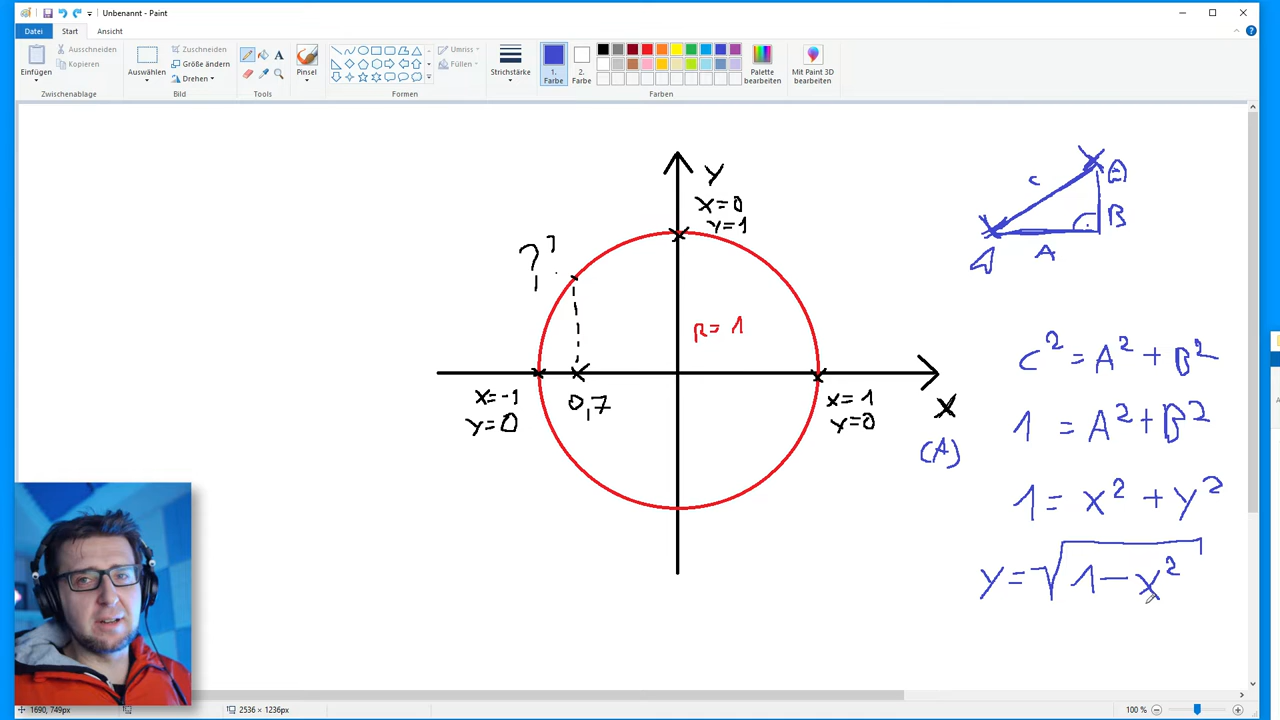 Unbenannt - Paint
Datei
Start
Ansicht
Einfügen
Ausschneiden
Kopieren
Zwischenablage
Auswählen
Zuschneiden
Größe ändern
Drehen
Bild
A
Tools
Pinsel
Formen
Umriss
Füllen
Strichstärke
1.
Farbe
2.
Farbe
Farben
Palette
bearbeiten
Mit Paint 3D
bearbeiten
Y
X=0
Y=1
??
R=1
X=-1
Y=0
0,7
X=1
Y=0
X
(A)
C
B
A
C²=A²+B²
1=A²+B²
1=X²+Y²
Y=√1-X²
1690, 749px
2536 × 1236px
100 %